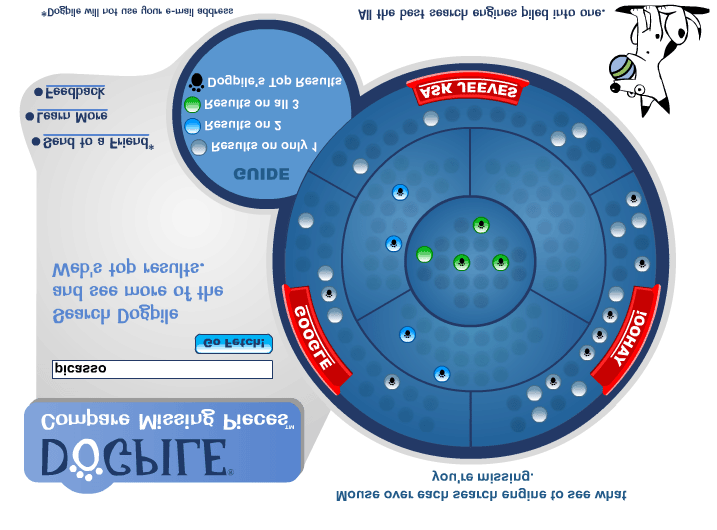 Mouse over each search engine to see what
you're missing.
DOGPILE®
Compare Missing Pieces™
picasso
Go Fetch!
Search Dogpile
and see more of the
Web's top results.
GOOGLE
YAHOO!
ASK JEEVES
GUIDE
Results on only 1
Results on 2
Results on all 3
Dogpile's Top Results
Send to a Friend*
Learn More
Feedback
*Dogpile will not use your e-mail address
All the best search engines piled into one.